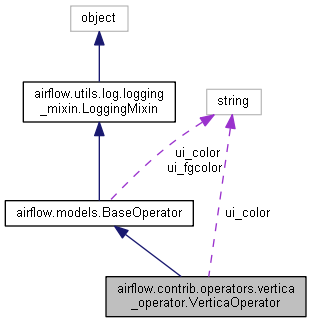 object
airflow.utils.log.logging
_mixin.LoggingMixin
string
ui_color
ui_fgcolor
airflow.models.BaseOperator
ui_color
airflow.contrib.operators.vertica
_operator.VerticaOperator